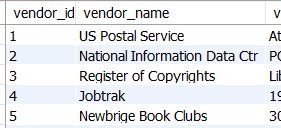 vendor_id vendor_name v
1 US Postal Service At
2 National Information Data Ctr P
3 Register of Copyrights Lil
4 Jobtrak 19
5 Newbrige Book Clubs 30